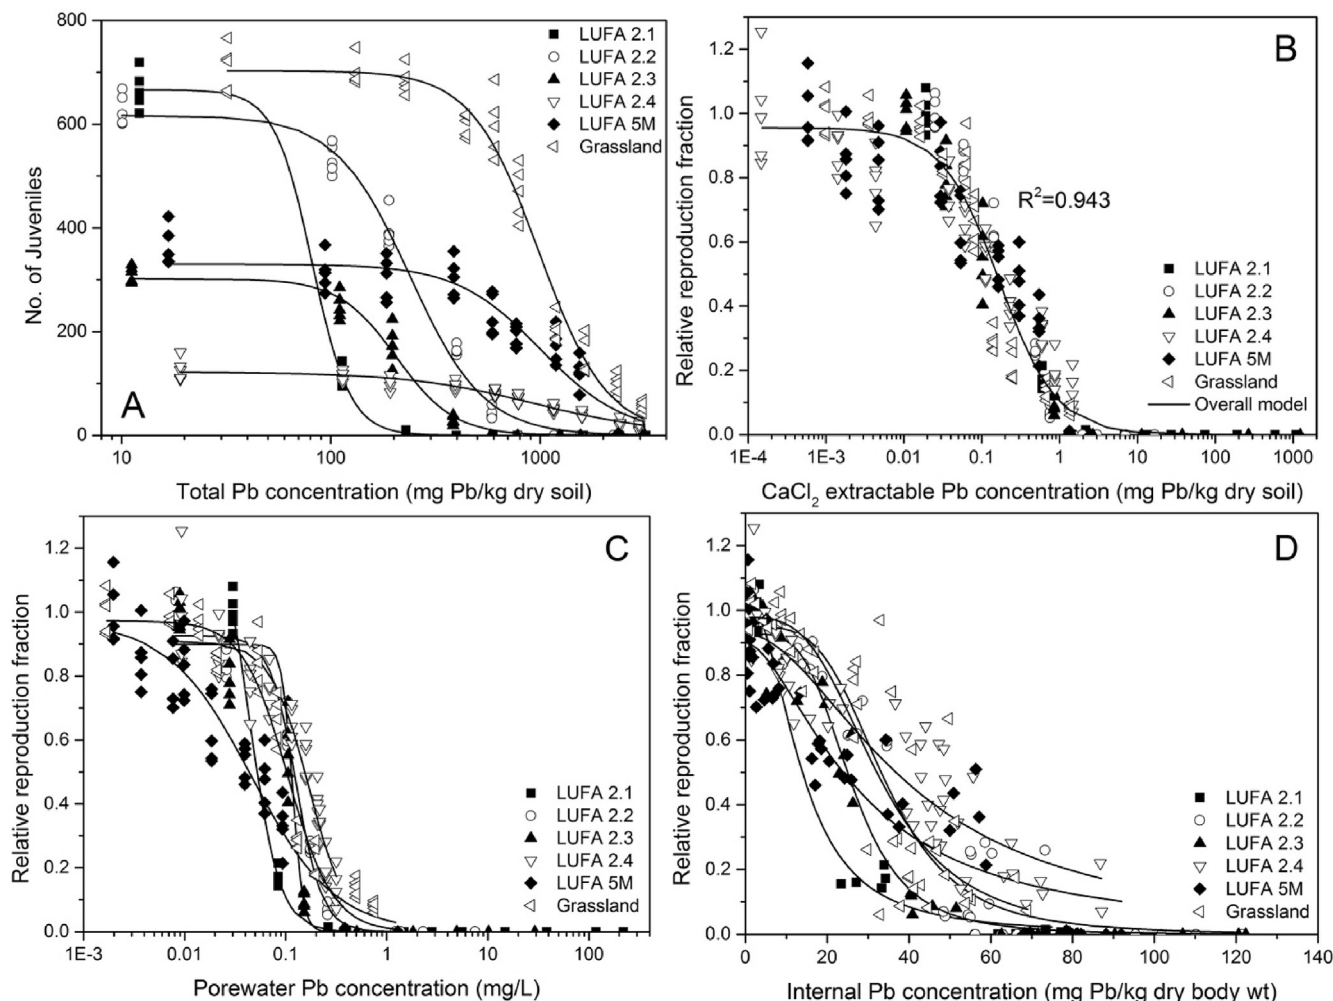 800
600
400
200
0
No. of Juveniles
LUFA 2.1
LUFA 2.2
LUFA 2.3
LUFA 2.4
LUFA 5M
Grassland
A
10
100
1000
Total Pb concentration (mg Pb/kg dry soil)
1.2
1.0
0.8
0.6
0.4
0.2
0.0
Relative reproduction fraction
B
R²=0.943
LUFA 2.1
LUFA 2.2
LUFA 2.3
LUFA 2.4
LUFA 5M
Grassland
Overall model
1E-4
1E-3
0.01
0.1
1
10
100
1000
CaCl₂ extractable Pb concentration (mg Pb/kg dry soil)
1.2
1.0
0.8
0.6
0.4
0.2
0.0
Relative reproduction fraction
C
LUFA 2.1
LUFA 2.2
LUFA 2.3
LUFA 2.4
LUFA 5M
Grassland
1E-3
0.01
0.1
1
10
100
Porewater Pb concentration (mg/L)
1.2
1.0
0.8
0.6
0.4
0.2
0.0
Relative reproduction fraction
D
LUFA 2.1
LUFA 2.2
LUFA 2.3
LUFA 2.4
LUFA 5M
Grassland
0
20
40
60
80
100
120
140
Internal Pb concentration (mg Pb/kg dry body wt)